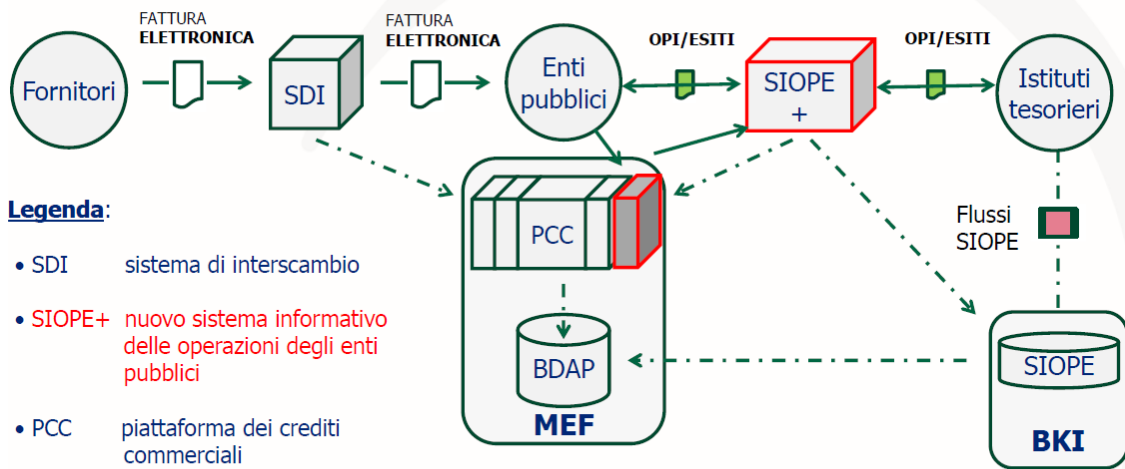 FATTURA
ELETTRONICA
FATTURA
ELETTRONICA
OPI/ESITI
OPI/ESITI
Fornitori
SDI
Enti
pubblici
SIOPE
+
Istituti
tesorieri
Legenda:
• SDI sistema di interscambio
• SIOPE+ nuovo sistema informativo
delle operazioni degli enti
pubblici
• PCC piattaforma dei crediti
commerciali
PCC
BDAP
MEF
Flussi
SIOPE
SIOPE
BKI